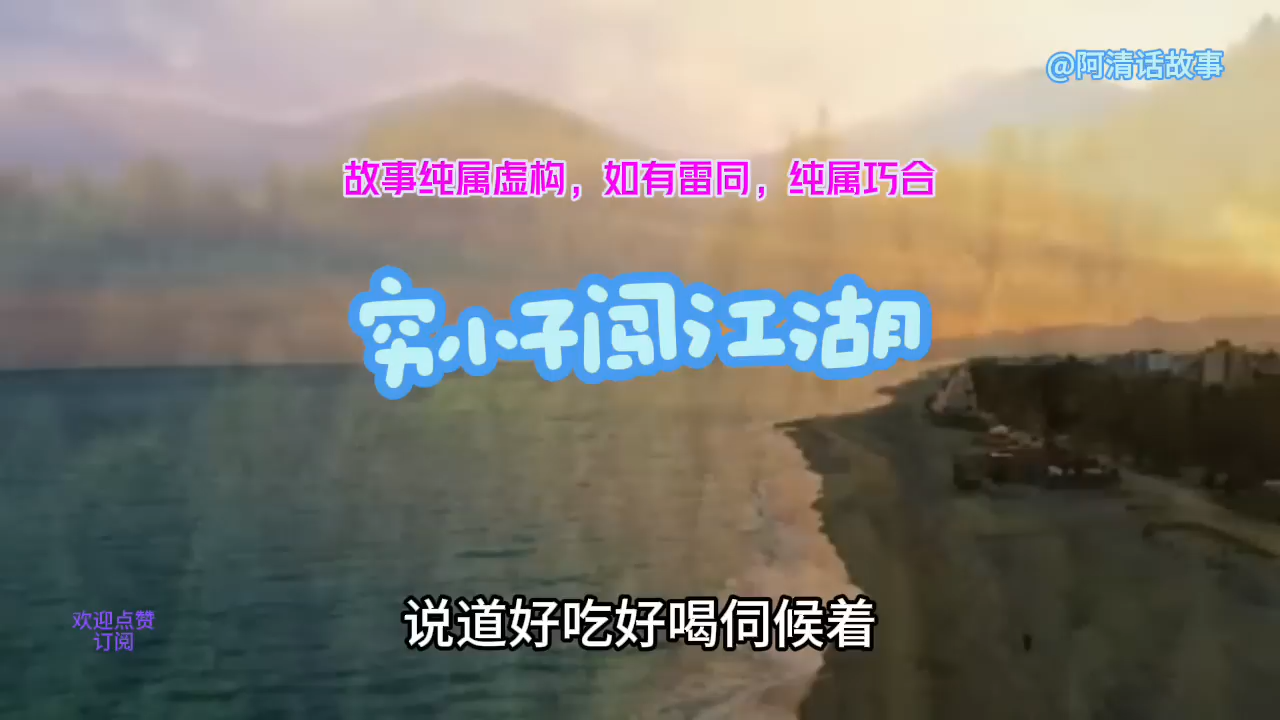 @阿清话故事
故事纯属虚构，如有雷同，纯属巧合
穷小子闯江湖
欢迎点赞
订阅
说道好吃好喝伺候着